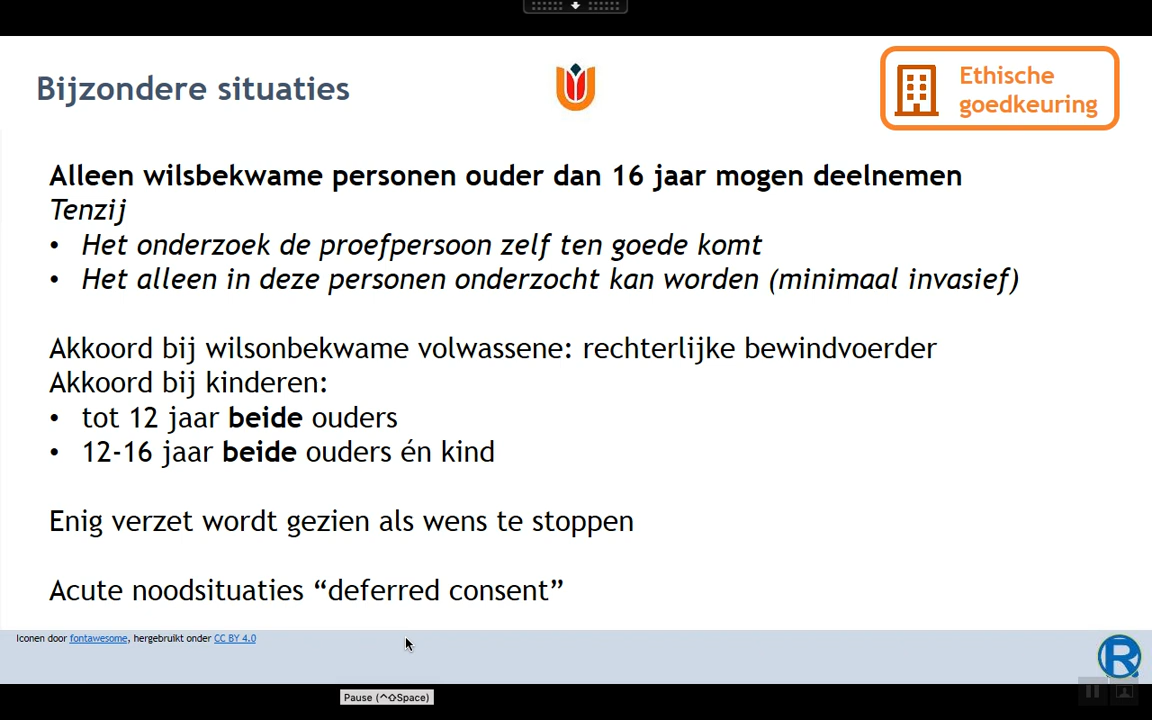 Bijzondere situaties
Ethische
goedkeuring
Alleen wilsbekwame personen ouder dan 16 jaar mogen deelnemen
Tenzij
• Het onderzoek de proefpersoon zelf ten goede komt
• Het alleen in deze personen onderzocht kan worden (minimaal invasief)
Akkoord bij wilsonbekwame volwassene: rechterlijke bewindvoerder
Akkoord bij kinderen:
• tot 12 jaar beide ouders
• 12-16 jaar beide ouders én kind
Enig verzet wordt gezien als wens te stoppen
Acute noodsituaties “deferred consent”
Iconen door fontawesome, hergebruikt onder CC BY 4.0
R
Pause (^⇧Space)